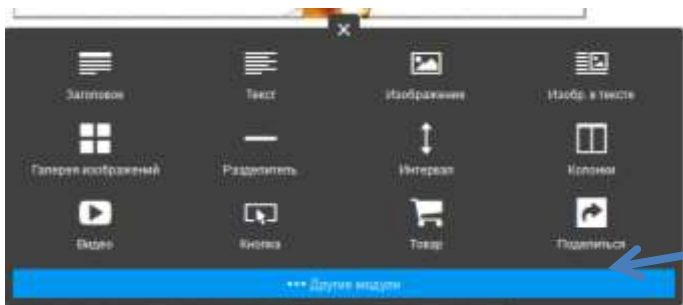 Заголовок Текст Изображение Изобр. в тексте
Галерея изображений Разделитель Интервал Колонки
Видео Кнопка Товар Поделиться
••• Другие модули